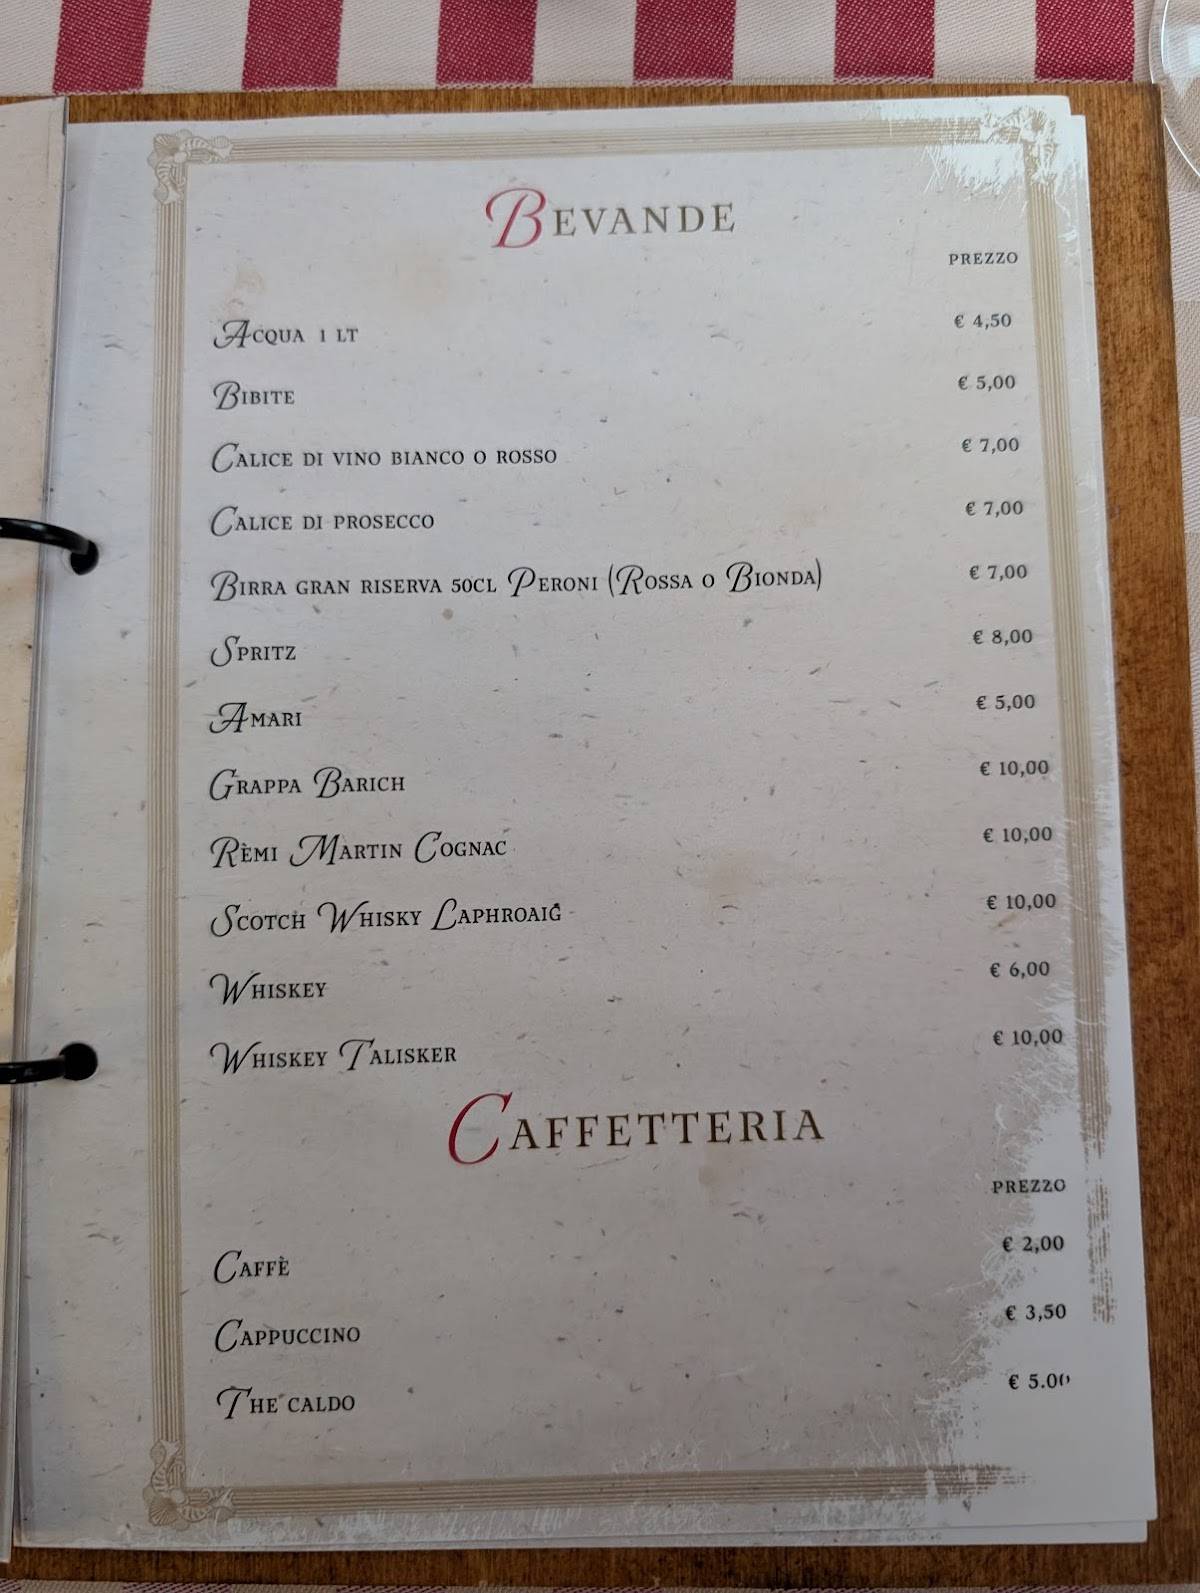 Bevande
PREZZO
Acqua 1 LT € 4,50
Bibite € 5,00
Calice di vino bianco o rosso € 7,00
Calice di prosecco € 7,00
Birra gran riserva 50cl Peroni (Rossa o Bionda) € 7,00
Spritz € 8,00
Amari € 5,00
Grappa Barich € 10,00
Rèmi Martin Cognac € 10,00
Scotch Whisky Laphroaig € 10,00
Whiskey € 6,00
Whiskey Talisker € 10,00
Caffetteria
PREZZO
Caffè € 2,00
Cappuccino € 3,50
The caldo € 5.00